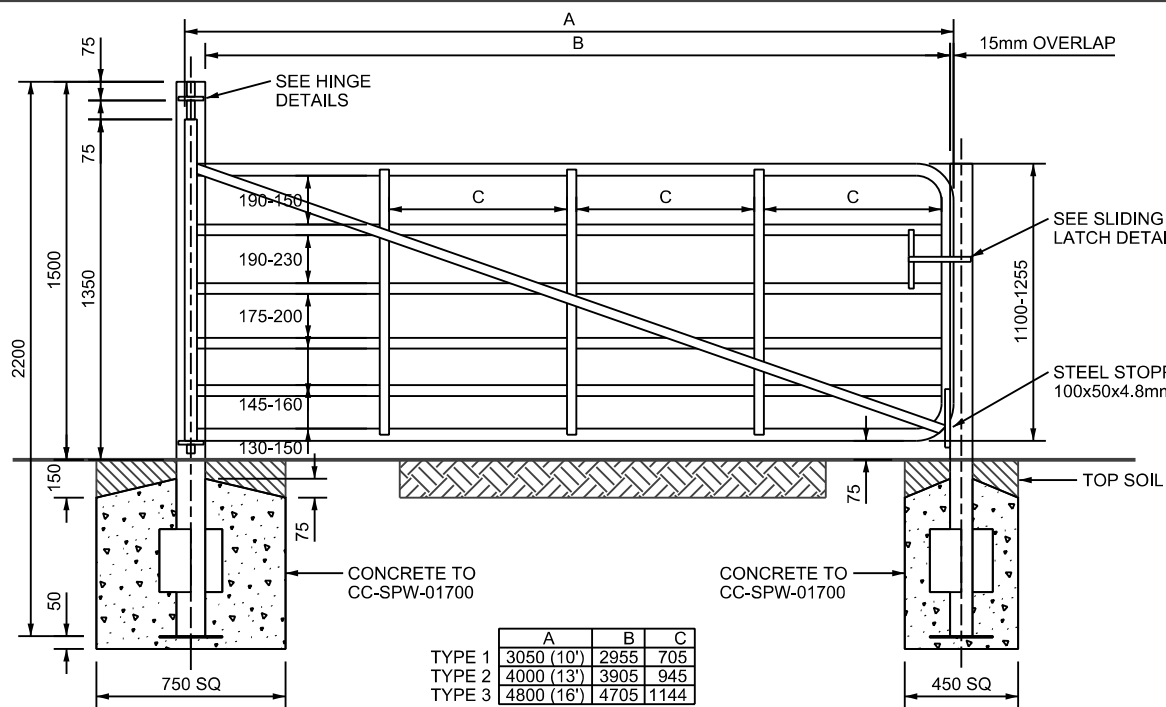 A
B
15mm OVERLAP
75
SEE HINGE
DETAILS
75
190-150
C
C
C
190-230
SEE SLIDING
1500
1350
175-200
1100-1255
2200
145-160
STEEL
100x50x4.8mm
130-150
150
75
75
TOP SOIL
50
CONCRETE TO
CC-SPW-01700
CONCRETE TO
CC-SPW-01700
750 SQ
450 SQ
A B C
TYPE 1 3050 (10') 2955 705
TYPE 2 4000 (13') 3905 945
TYPE 3 4800 (16') 4705 1144
LATCH